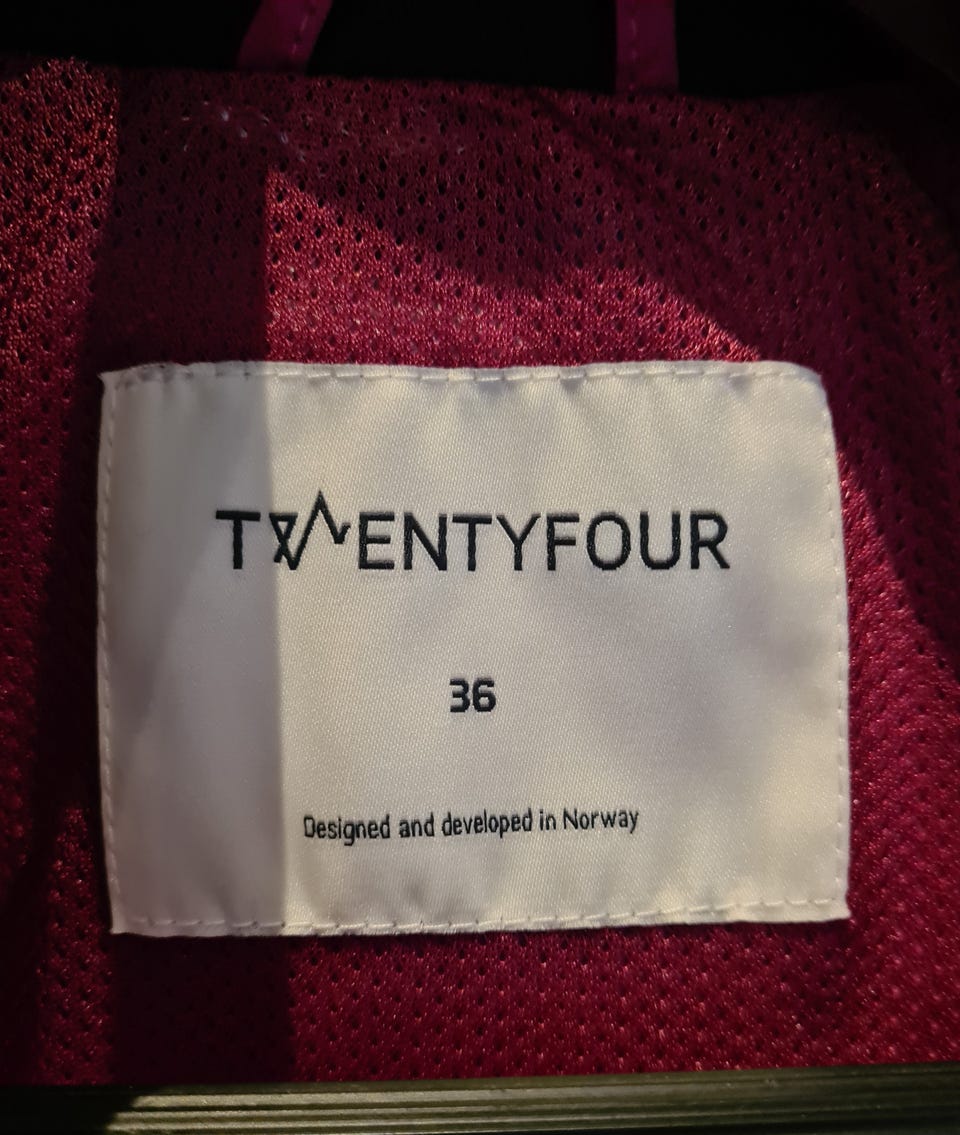 TWENTYFOUR
36
Designed and developed in Norway